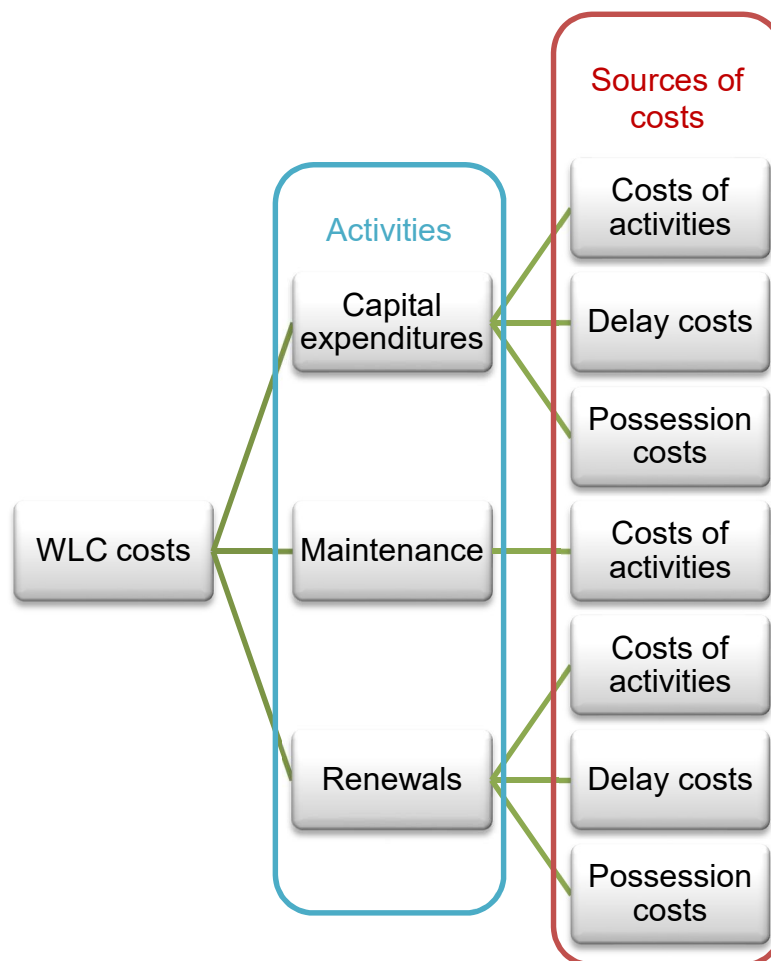 Sources of
costs
Activities
Costs of
activities
Capital
expenditures
Delay costs
Possession
costs
WLC costs
Maintenance
Costs of
activities
Costs of
activities
Renewals
Delay costs
Possession
costs